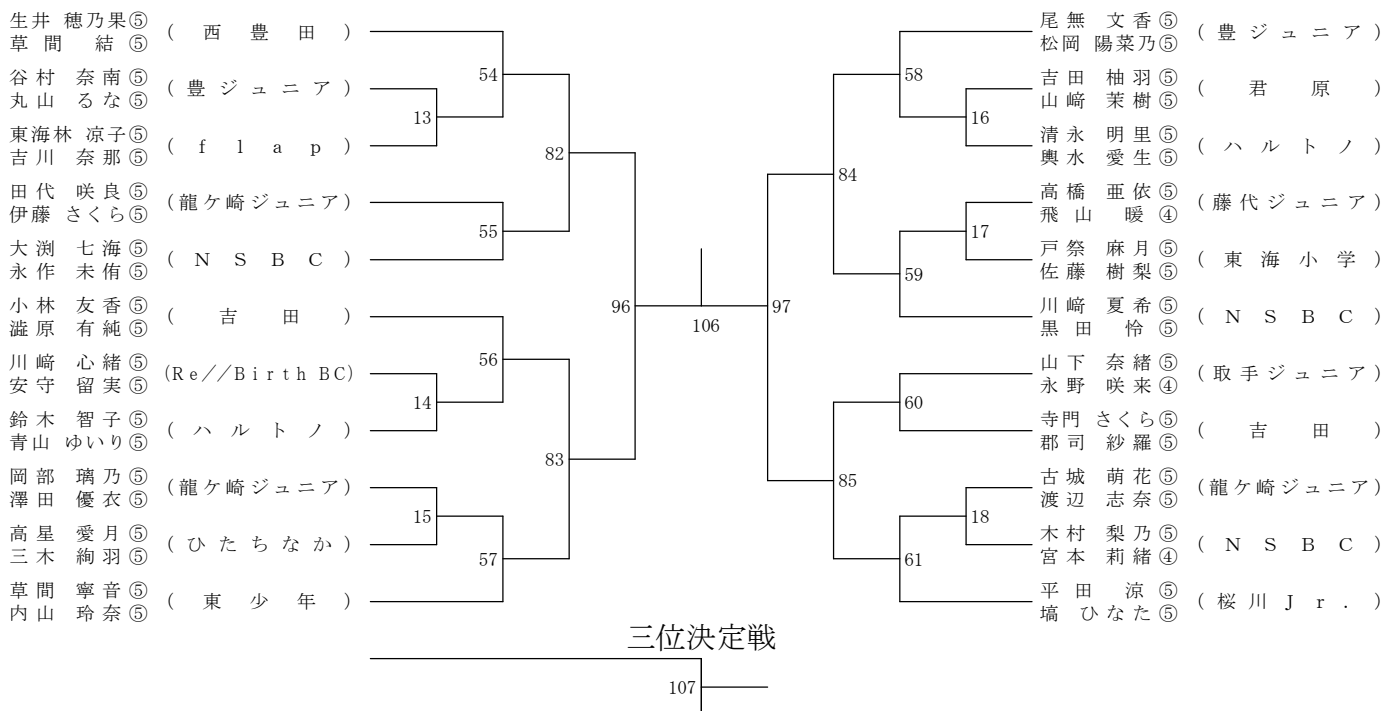 生井 穂乃果⑤
草間 結⑤
(西豊田)
谷村 奈南⑤
丸山 るな⑤
(豊ジュニア)
東海林 凉子⑤
吉川 奈那⑤
(flap)
田代 咲良⑤
伊藤 さくら⑤
(龍ケ崎ジュニア)
大渕 七海⑤
永作 未侑⑤
(NSBC)
小林 友香⑤
澁原 有純⑤
(吉田)
川﨑 心緒⑤
安守 留実⑤
(Re//Birth BC)
鈴木 智子⑤
青山 ゆいり⑤
(ハルトノ)
岡部 璃乃⑤
澤田 優衣⑤
(龍ケ崎ジュニア)
高星 愛月⑤
三木 絢羽⑤
(ひたちなか)
草間 寧音⑤
内山 玲奈⑤
(東少年)
13
14
15
54
55
56
57
82
83
96
106
97
84
85
58
59
60
61
16
17
18
尾無 文香⑤
松岡 陽菜乃⑤
(豊ジュニア)
吉田 柚羽⑤
山﨑 茉樹⑤
(君原)
清永 明里⑤
輿水 愛生⑤
(ハルトノ)
高橋 亜依⑤
飛山 暖④
(藤代ジュニア)
戸祭 麻月⑤
佐藤 樹梨⑤
(東海小学)
川﨑 夏希⑤
黒田 怜⑤
(NSBC)
山下 奈緒⑤
永野 咲来④
(取手ジュニア)
寺門 さくら⑤
郡司 紗羅⑤
(吉田)
古城 萌花⑤
渡辺 志奈⑤
(龍ケ崎ジュニア)
木村 梨乃⑤
宮本 莉緒④
(NSBC)
平田 涼⑤
塙 ひなた⑤
(桜川Jr.)
三位決定戦
107